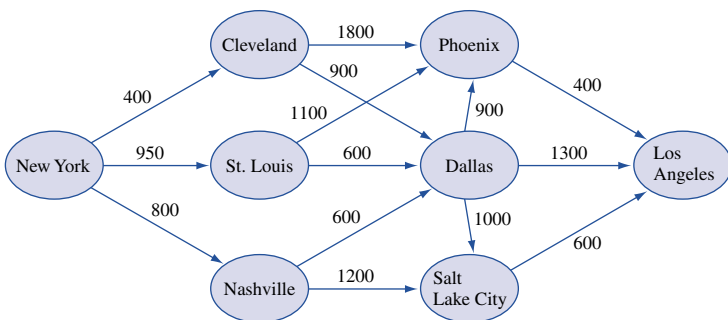 Cleveland
1800
Phoenix
400
900
400
1100
900
New York
950
St. Louis
600
Dallas
1300
Los
Angeles
800
600
1000
600
Nashville
1200
Salt
Lake City